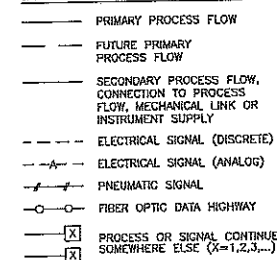 PRIMARY PROCESS FLOW
FUTURE PRIMARY
PROCESS FLOW
SECONDARY PROCESS FLOW,
CONNECTION TO PROCESS
FLOW, MECHANICAL LINK OR
INSTRUMENT SUPPLY
ELECTRICAL SIGNAL (DISCRETE)
A ELECTRICAL SIGNAL (ANALOG)
PNEUMATIC SIGNAL
FIBER OPTIC DATA HIGHWAY
X PROCESS OR SIGNAL CONTINUE
X SOMEWHERE ELSE (X=1,2,3,...)